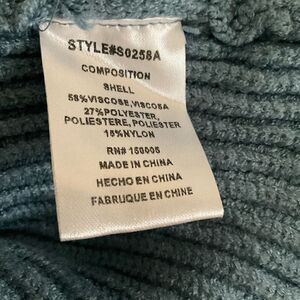 STYLE#S0258A
COMPOSITION
SHELL
58%VISCOSE,VISCOSA
27%POLYESTER,
POLIESTERE,POLIESTER
15%NYLON
RN# 150005
MADE IN CHINA
HECHO EN CHINA
FABRIQUE EN CHINE